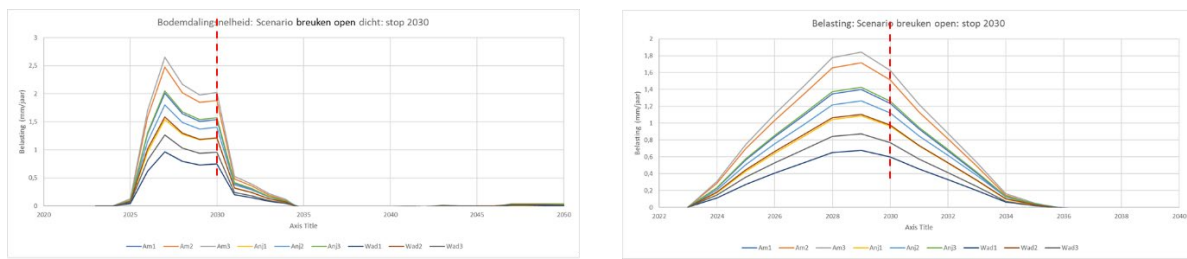 Bodemdalingsnelheid: Scenario breuken open dicht: stop 2030
Belasting (mm/jaar)
3
2,5
2
1,5
1
0,5
0
2020 2025 2030 2035 2040 2045 2050
Axis Title
Am1 Am2 Am3 Anj1 Anj2 Anj3 Wad1 Wad2 Wad3
Belasting: Scenario breuken open: stop 2030
Belasting (mm/jaar)
2
1,8
1,6
1,4
1,2
1
0,8
0,6
0,4
0,2
0
2022 2024 2026 2028 2030 2032 2034 2036 2038 2040
Axis Title
Am1 Am2 Am3 Anj1 Anj2 Anj3 Wad1 Wad2 Wad3